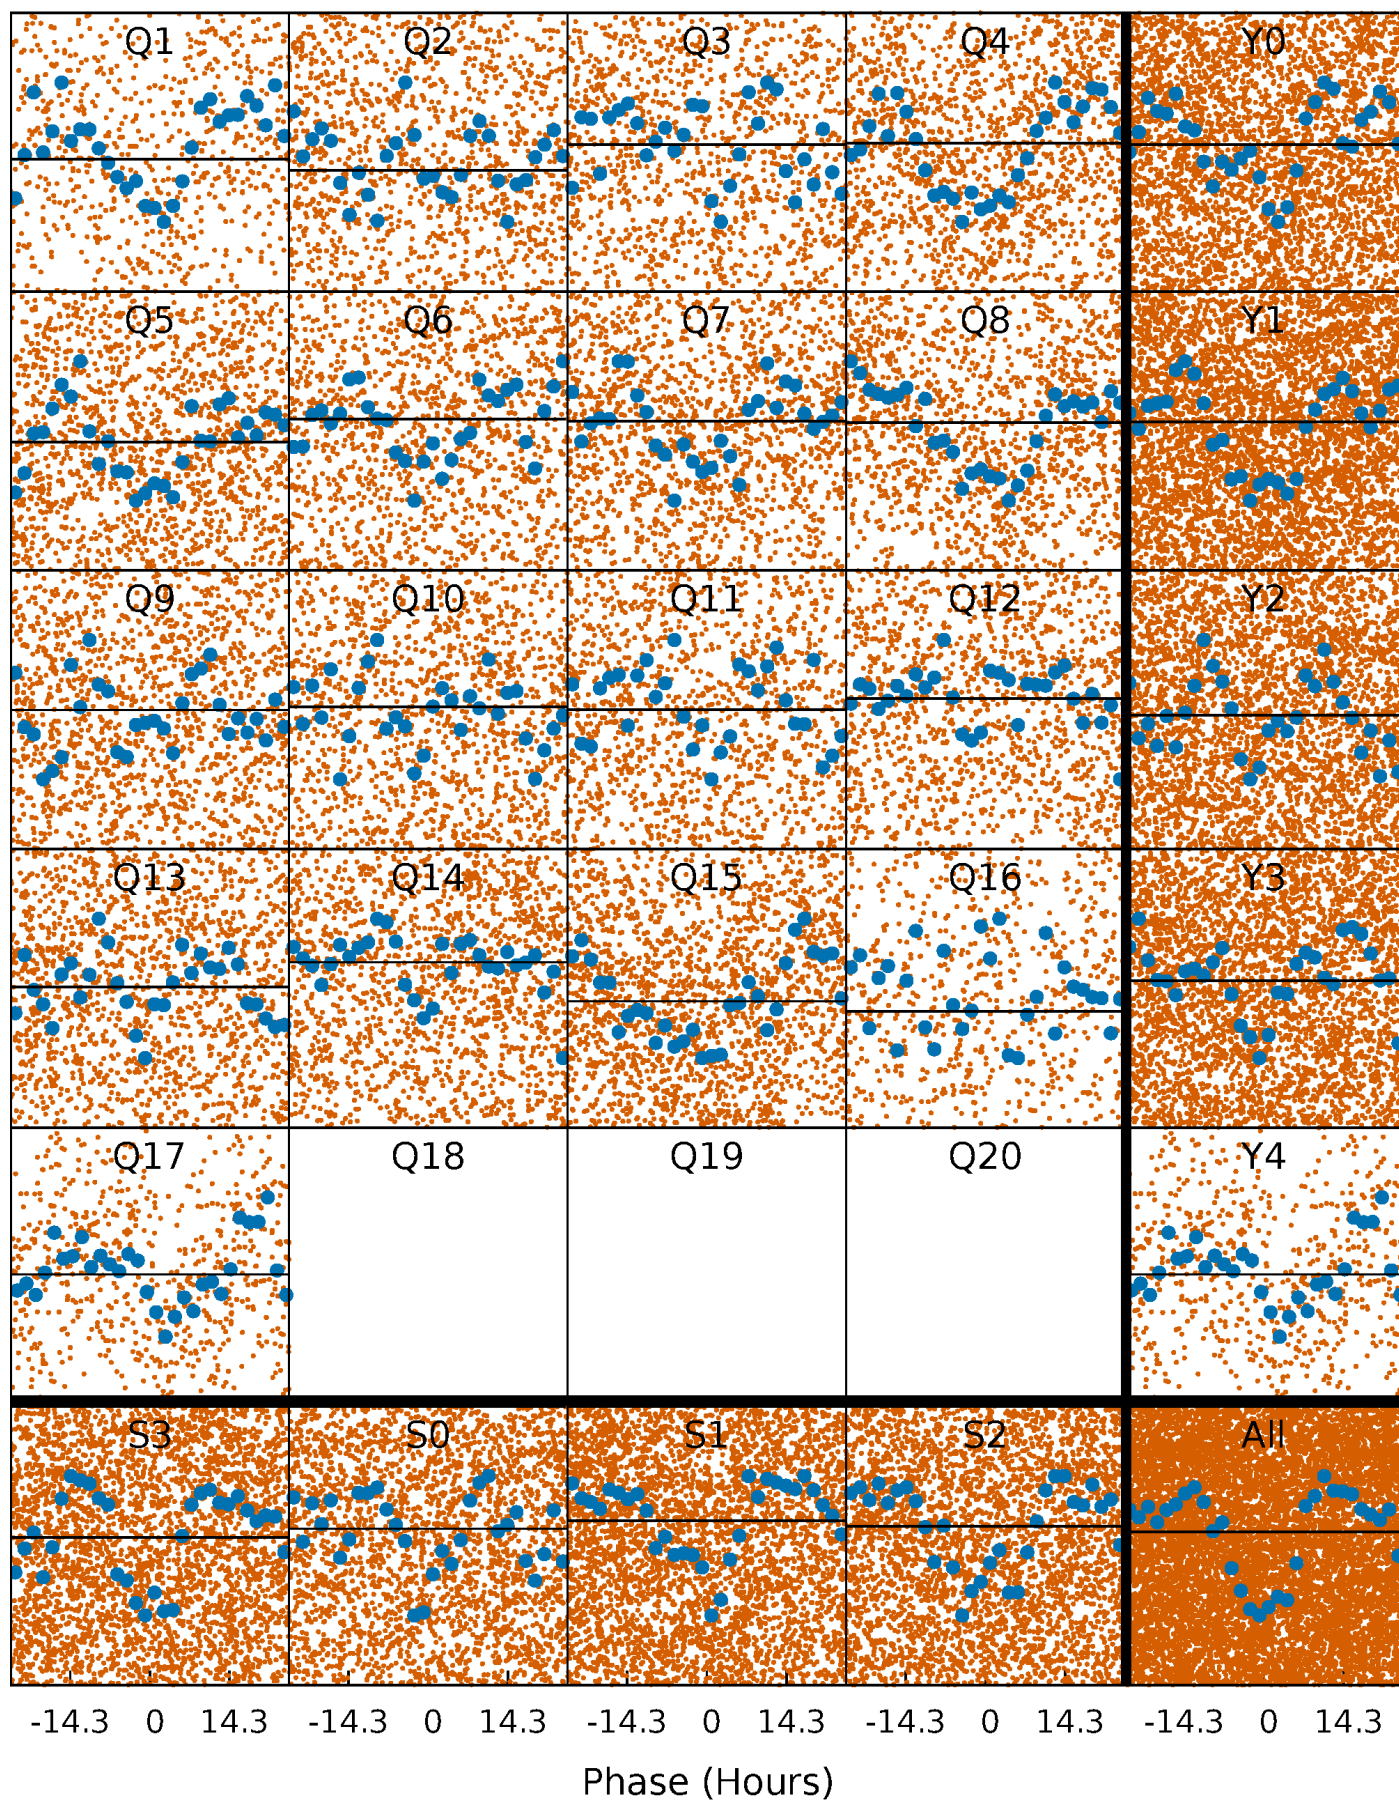 Q1 Q2 Q3 Q4 Y0
Q5 Q6 Q7 Q8 Y1
Q9 Q10 Q11 Q12 Y2
Q13 Q14 Q15 Q16 Y3
Q17 Q18 Q19 Q20 Y4
S3 S0 S1 S2 All
-14.3 0 14.3 -14.3 0 14.3 -14.3 0 14.3 -14.3 0 14.3 -14.3 0 14.3
Phase (Hours)